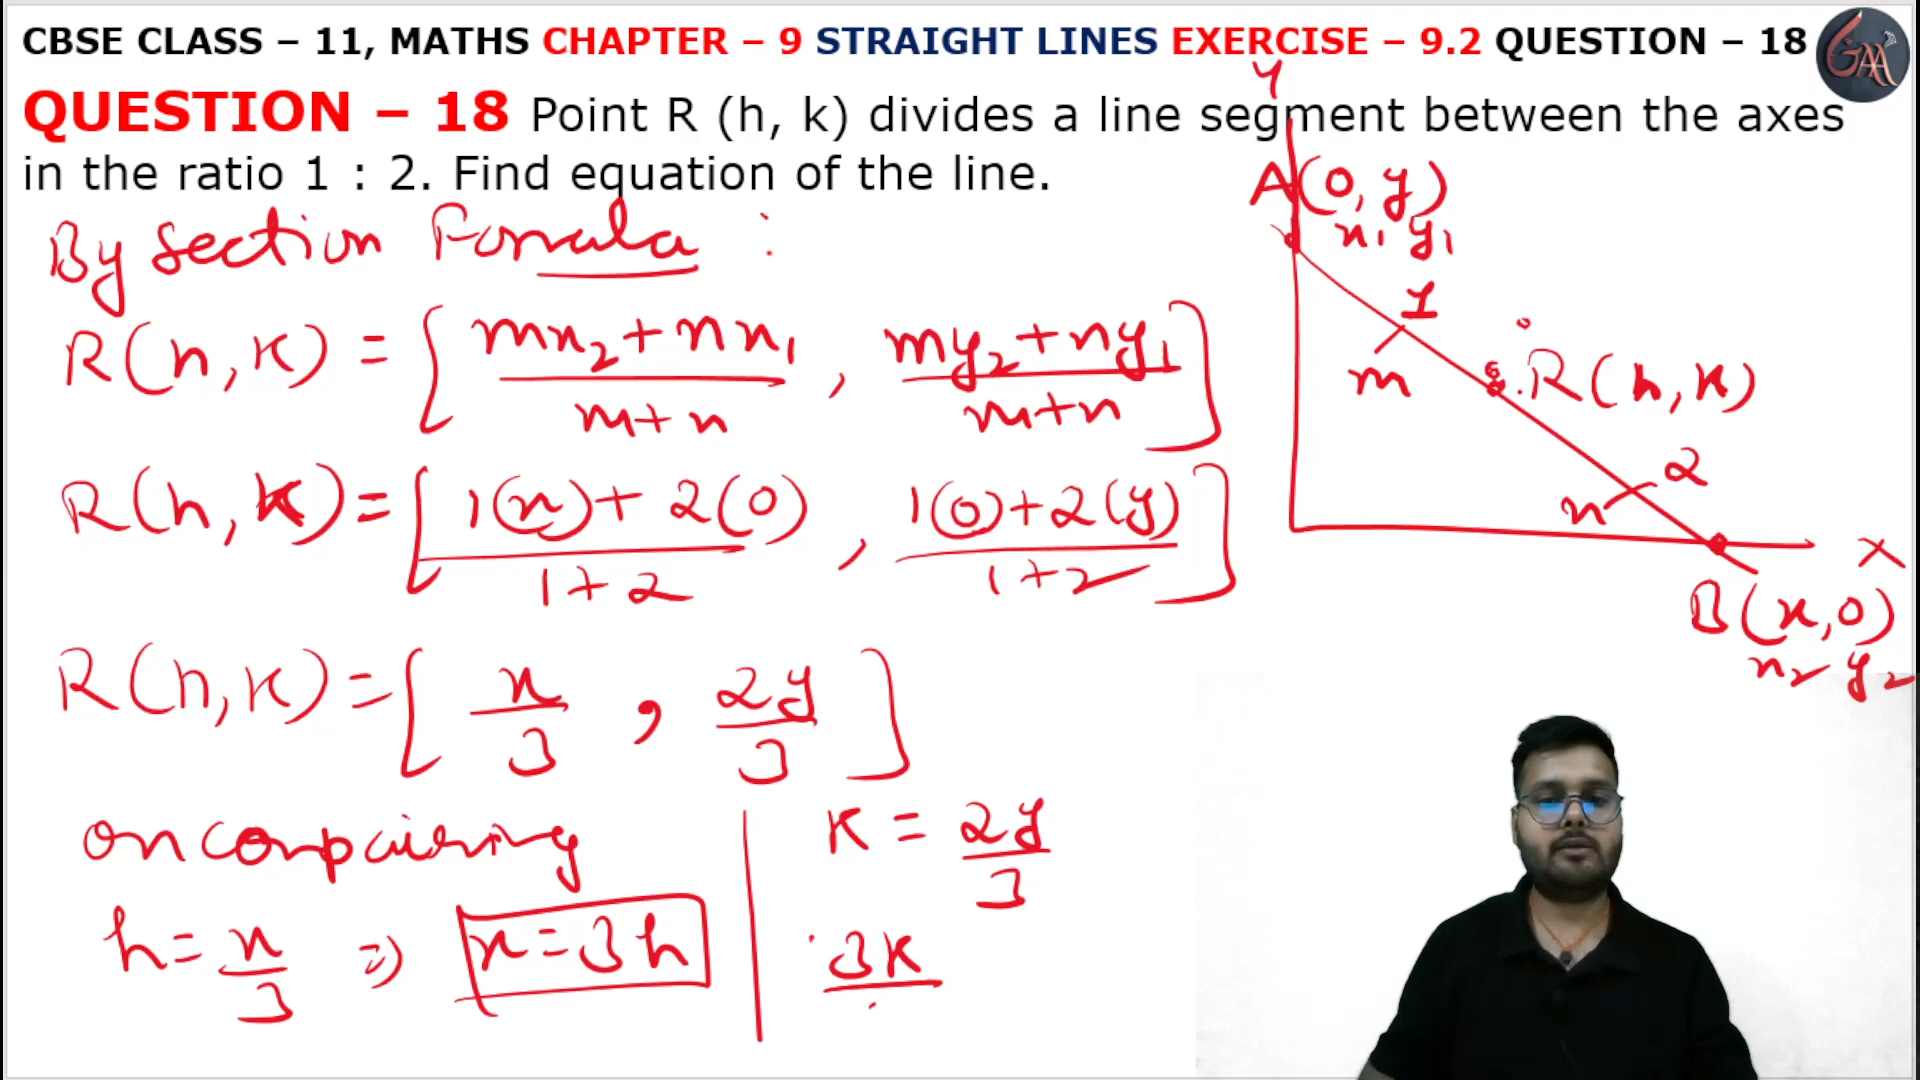 CBSE CLASS – 11, MATHS CHAPTER – 9 STRAIGHT LINES EXERCISE – 9.2 QUESTION – 18
QUESTION – 18 Point R (h, k) divides a line segment between the axes
in the ratio 1 : 2. Find equation of the line.
By section Formula :
R(h, k) = [ mx₂ + nx₁ / m + n , my₂ + ny₁ / m + n ]
R(h, k) = [ 1(x) + 2(0) / 1 + 2 , 1(0) + 2(y) / 1 + 2 ]
R(h, k) = [ x / 3 , 2y / 3 ]
on compairing
h = x / 3 ⇒ x = 3h
k = 2y / 3
3k
Y
A(0, y)
x₁ y₁
1
m
R(h, k)
2
n
X
B(x, 0)
x₂ y₂